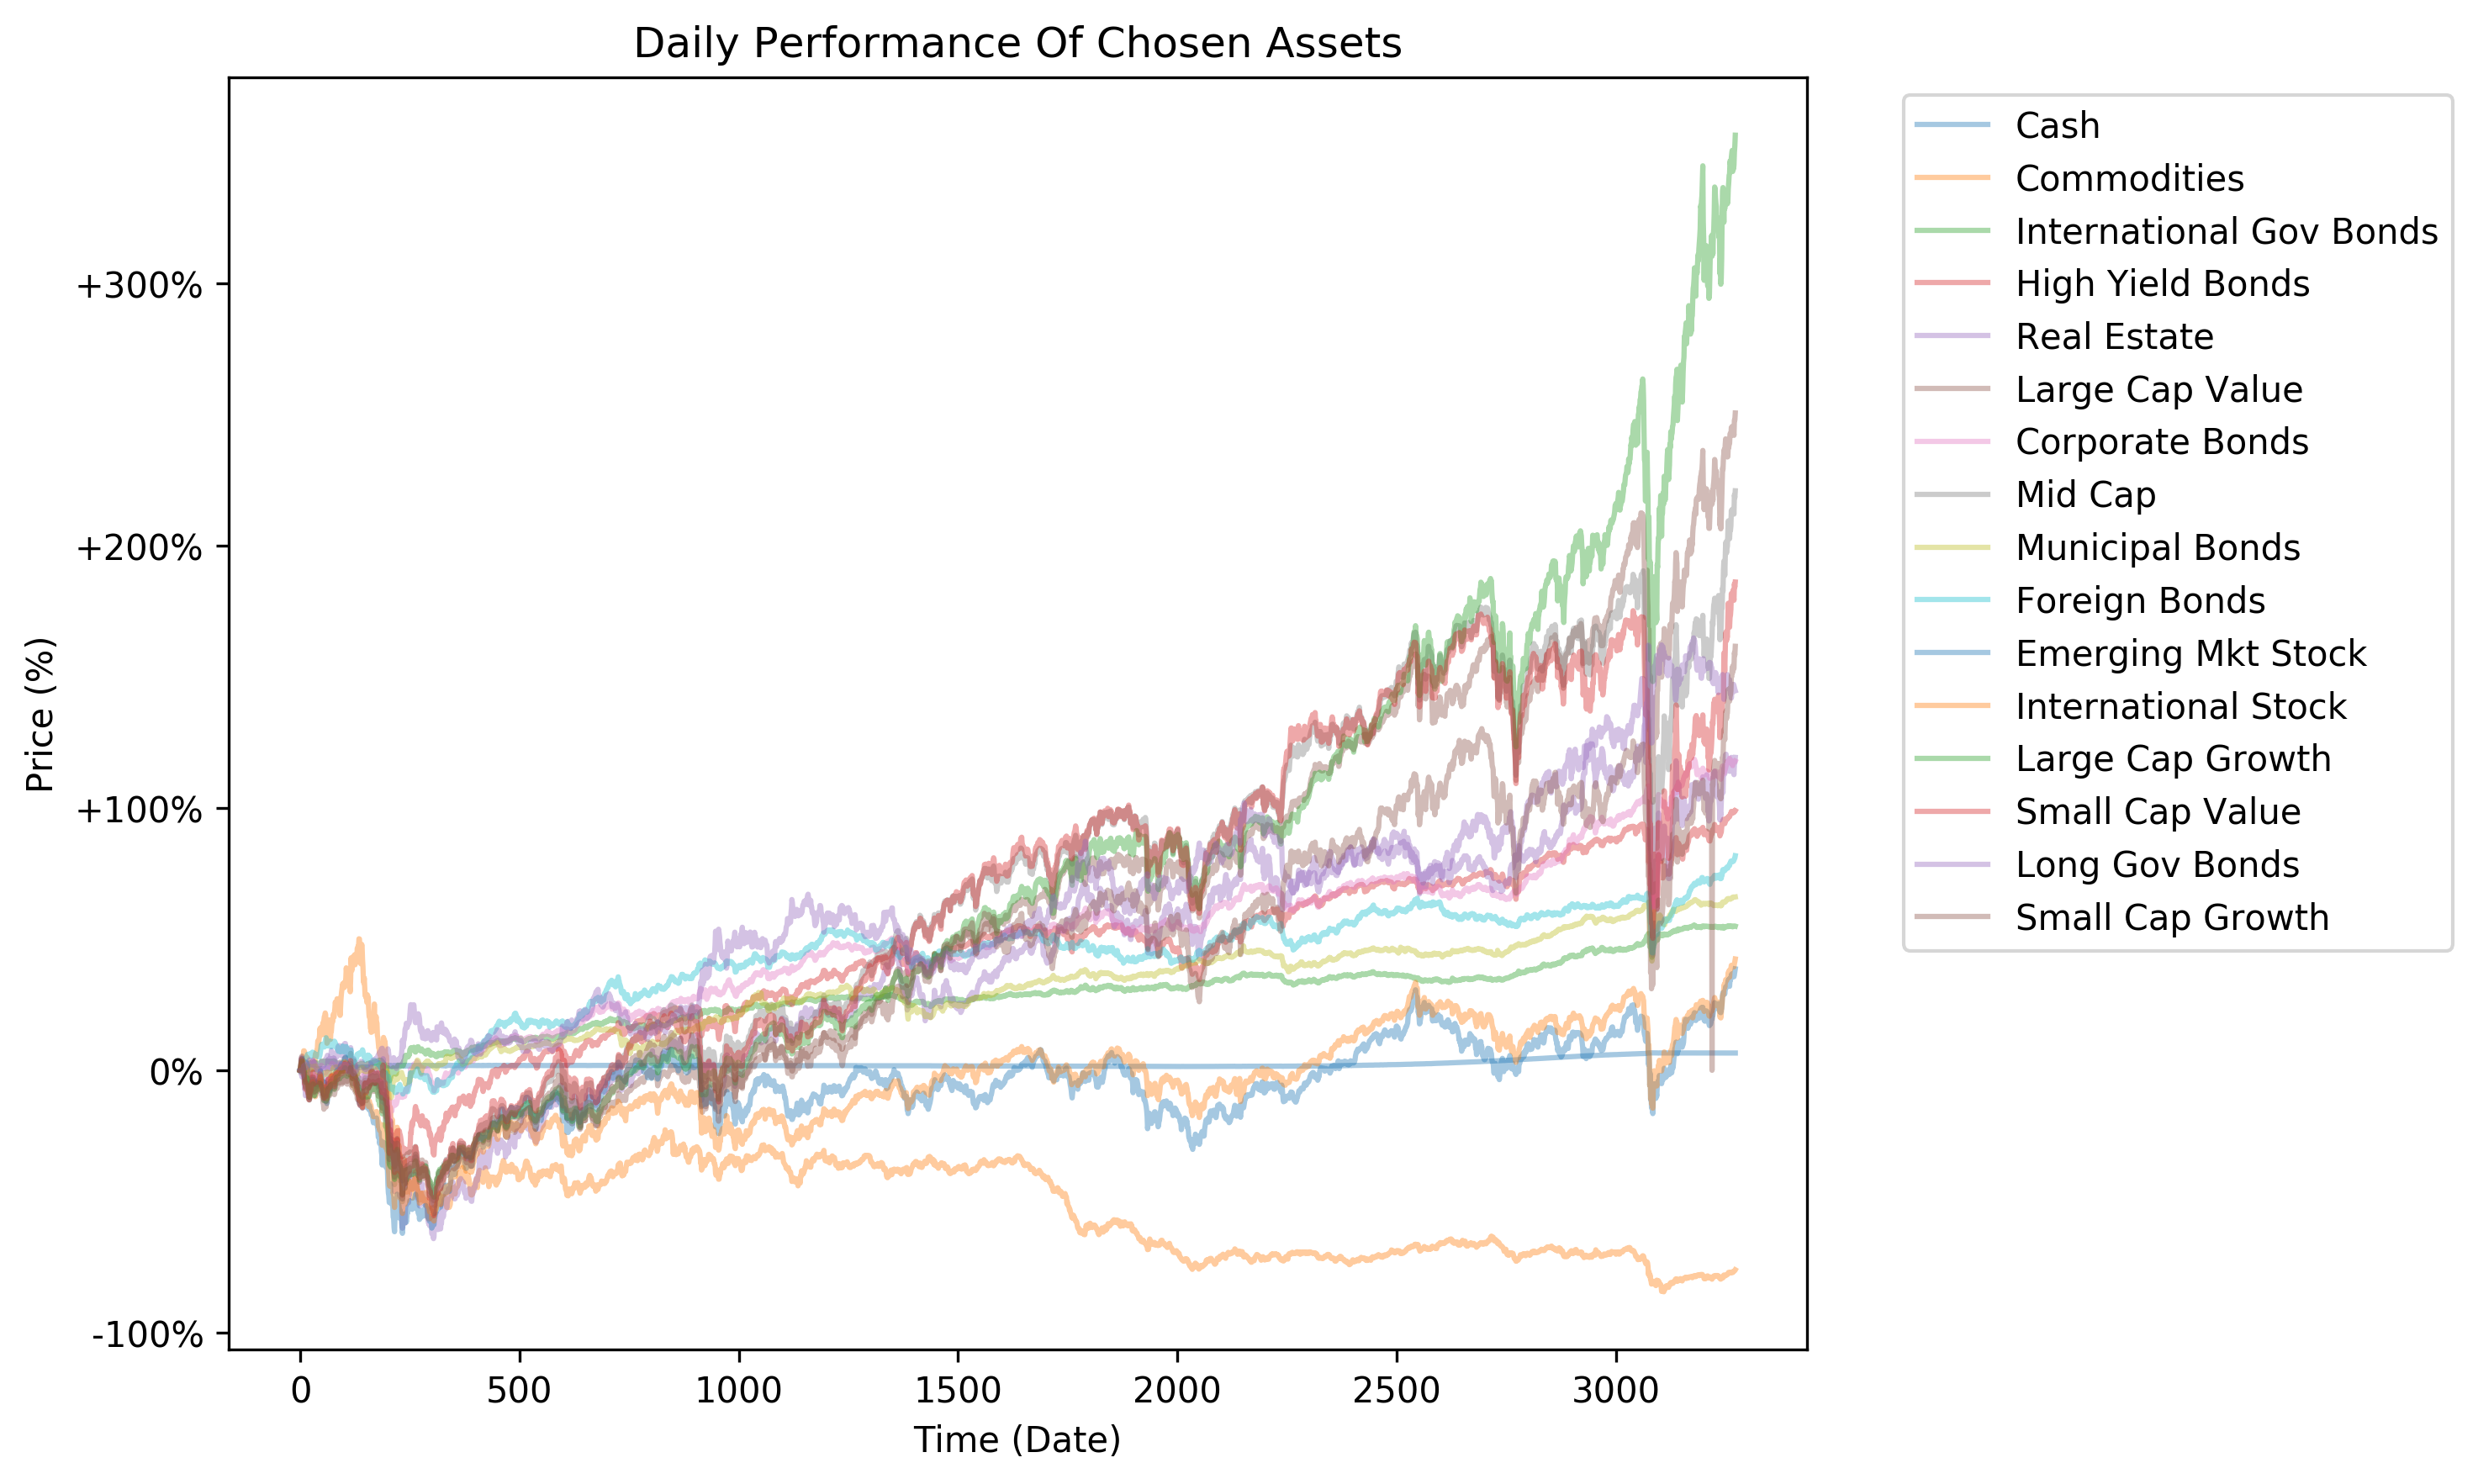 Daily Performance Of Chosen Assets
+300%
+200%
+100%
0%
-100%
Price (%)
0 500 1000 1500 2000 2500 3000
Time (Date)
Cash
Commodities
International Gov Bonds
High Yield Bonds
Real Estate
Large Cap Value
Corporate Bonds
Mid Cap
Municipal Bonds
Foreign Bonds
Emerging Mkt Stock
International Stock
Large Cap Growth
Small Cap Value
Long Gov Bonds
Small Cap Growth